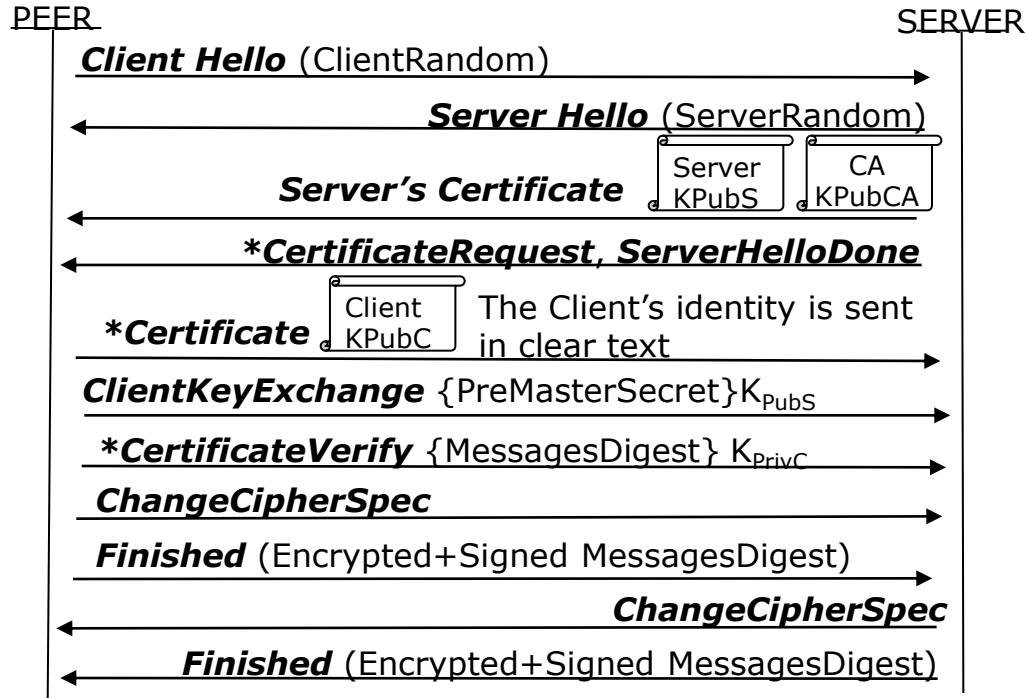 PEER
SERVER
Client Hello (ClientRandom)
Server Hello (ServerRandom)
Server's Certificate
Server
KPubS
CA
KPubCA
*CertificateRequest, ServerHelloDone
*Certificate
Client
KPubC
The Client's identity is sent
in clear text
ClientKeyExchange {PreMasterSecret}KPubS
*CertificateVerify {MessagesDigest} KPrivC
ChangeCipherSpec
Finished (Encrypted+Signed MessagesDigest)
ChangeCipherSpec
Finished (Encrypted+Signed MessagesDigest)